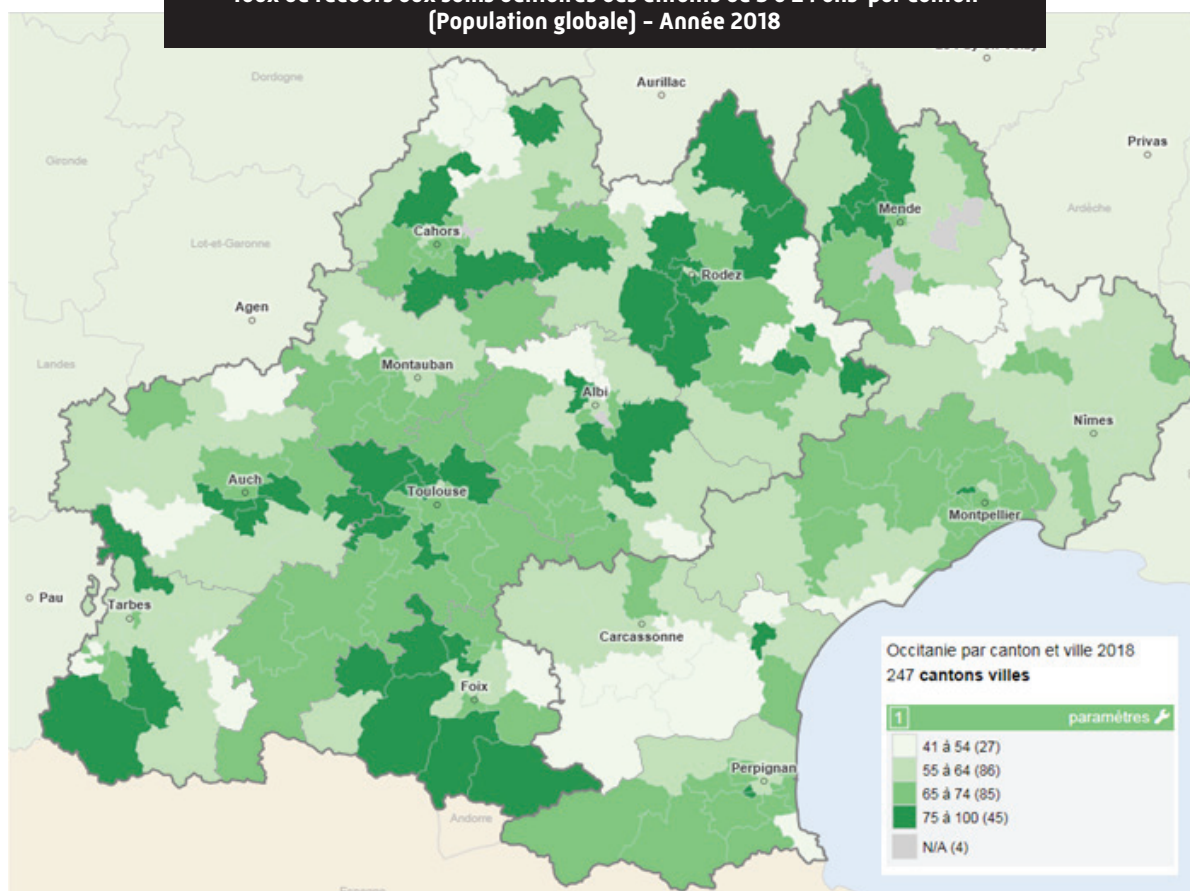 (Population globale) - Année 2018
Dordogne
Aurillac
Privas
Gironde
Ardèche
Mende
Cahors
Lot-et-Garonne
Rodez
Agen
Landes
Montauban
Albi
Nîmes
Auch
Toulouse
Montpellier
Pau
Tarbes
Carcassonne
Foix
Perpignan
Andorre
Occitanie par canton et ville 2018
247 cantons villes
1 paramétres
41 à 54 (27)
55 à 64 (86)
65 à 74 (85)
75 à 100 (45)
N/A (4)